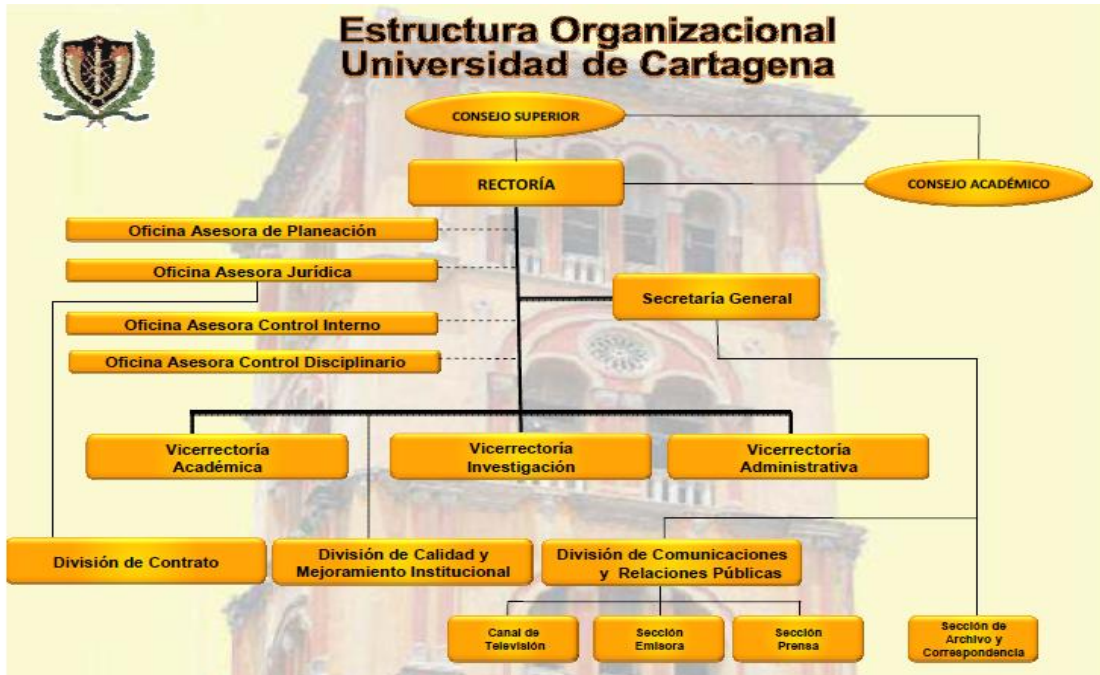 Estructura Organizacional
Universidad de Cartagena
CONSEJO SUPERIOR
RECTORÍA
CONSEJO ACADÉMICO
Oficina Asesora de Planeación
Oficina Asesora Jurídica
Secretaría General
Oficina Asesora Control Interno
Oficina Asesora Control Disciplinario
Vicerrectoría
Académica
Vicerrectoría
Investigación
Vicerrectoría
Administrativa
División de Contrato
División de Calidad y
Mejoramiento Institucional
División de Comunicaciones
y Relaciones Públicas
Canal de
Televisión
Sección
Emisora
Sección
Prensa
Sección de
Archivo y
Correspondencia